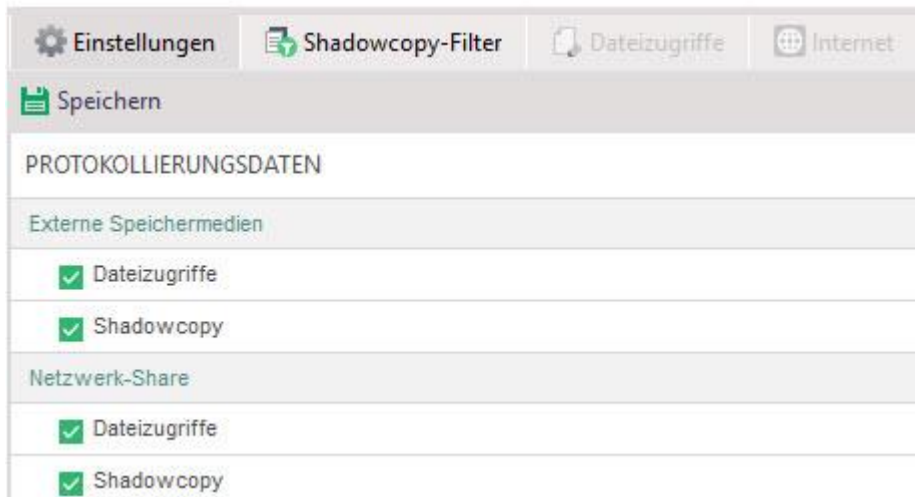 Einstellungen Shadowcopy-Filter Dateizugriffe Internet
Speichern
PROTOKOLLIERUNGSDATEN
Externe Speichermedien
Dateizugriffe
Shadowcopy
Netzwerk-Share
Dateizugriffe
Shadowcopy